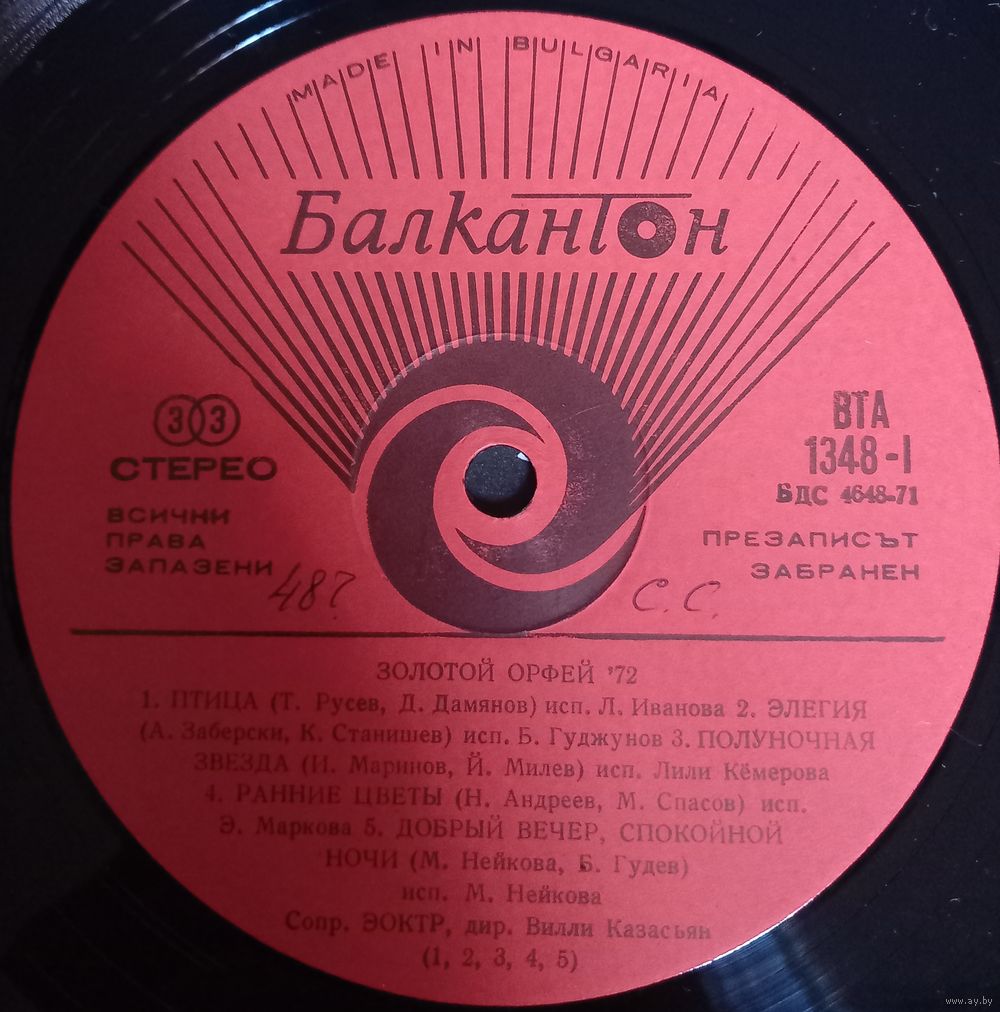 MADE IN BULGARIA
БалканТон
33
СТЕРЕО
ВСИЧНИ
ПРАВА
ЗАПАЗЕНИ
ВТА
1348-I
БДС 4648-71
ПРЕЗАПИСЪТ
ЗАБРАНЕН
487
С.С.
ЗОЛОТОЙ ОРФЕЙ '72
1. ПТИЦА (Т. Русев, Д. Дамянов) исп. Л. Иванова 2. ЭЛЕГИЯ
(А. Заберски, К. Станишев) исп. Б. Гуджунов 3. ПОЛУНОЧНАЯ
ЗВЕЗДА (И. Маринов, Й. Милев) исп. Лили Кёмерова
4. РАННИЕ ЦВЕТЫ (Н. Андреев, М. Спасов) исп.
Э. Маркова 5. ДОБРЫЙ ВЕЧЕР, СПОКОЙНОЙ
НОЧИ (М. Нейкова, Б. Гудев)
исп. М. Нейкова
Сопр. ЭОКТР, дир. Вилли Казасьян
(1, 2, 3, 4, 5)
www.ay.by